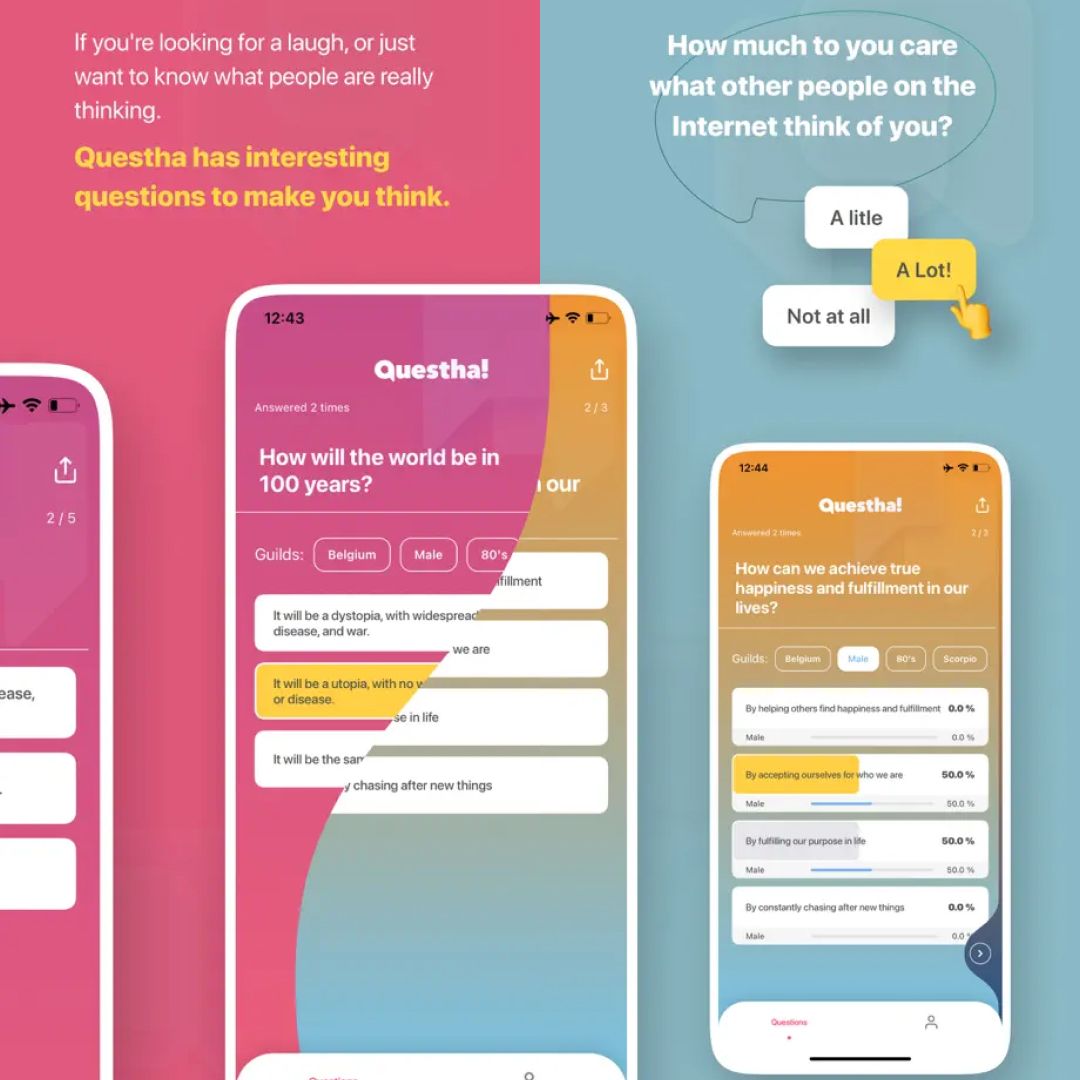 If you're looking for a laugh, or just
want to know what people are really
thinking.
Questha has interesting
questions to make you think.
How much to you care
what other people on the
Internet think of you?
A litle
A Lot!
Not at all
2 / 5
ease,
12:43
Questha!
Answered 2 times
2 / 3
How will the world be in
100 years?
our
Guilds: Belgium Male 80's
fillment
It will be a dystopia, with widespread
disease, and war.
we are
It will be a utopia, with no
or disease.
se in life
It will be the
y chasing after new things
Questions
12:44
Questha!
Answered 2 times
2 / 3
How can we achieve true
happiness and fulfillment in our
lives?
Guilds: Belgium Male 80's Scorpio
By helping others find happiness and fulfillment 0.0 %
Male 0.0 %
By accepting ourselves for who we are 50.0 %
Male 50.0 %
By fulfilling our purpose in life 50.0 %
Male 50.0 %
By constantly chasing after new things 0.0 %
Male 0.0 %
Questions